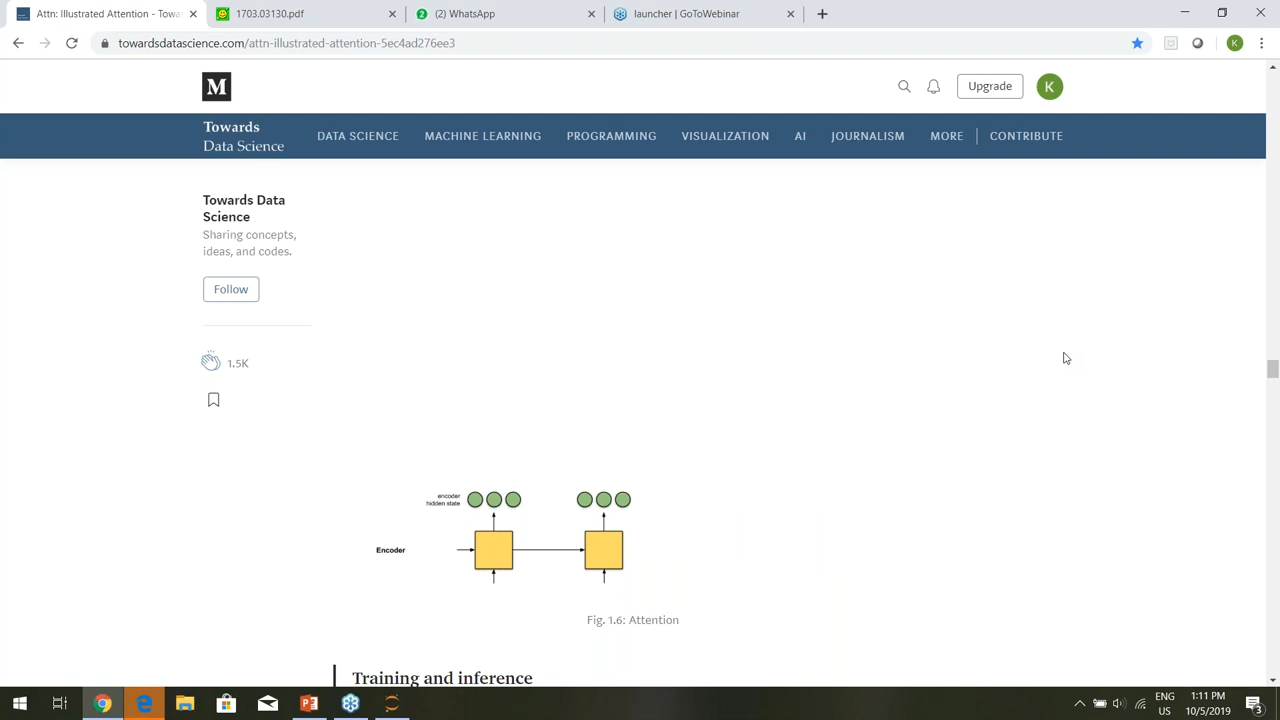 Attn: Illustrated Attention - Towa
1703.03130.pdf
(2) WhatsApp
launcher | GoToWebinar
towardsdatascience.com/attn-illustrated-attention-5ec4ad276ee3
K
M
Upgrade
K
Towards
Data Science
DATA SCIENCE
MACHINE LEARNING
PROGRAMMING
VISUALIZATION
AI
JOURNALISM
MORE
CONTRIBUTE
Towards Data
Science
Sharing concepts,
ideas, and codes.
Follow
1.5K
encoder
hidden state
Encoder
Fig. 1.6: Attention
Training and inference
ENG
US
1:11 PM
10/5/2019
3